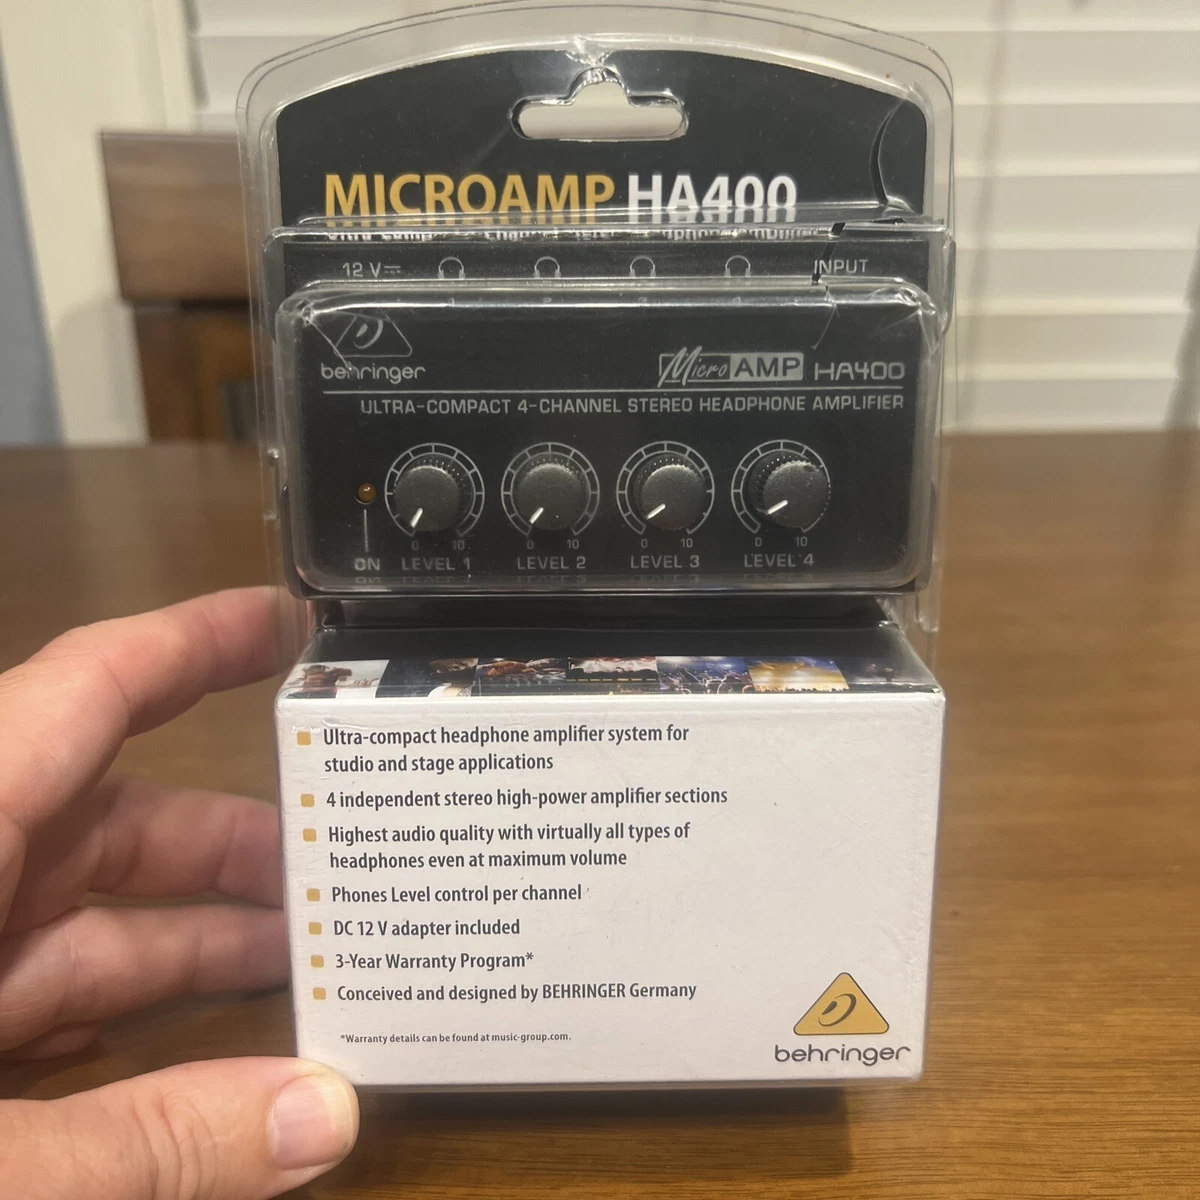 MICROAMP HA400
12 V INPUT
behringer
Micro AMP HA400
ULTRA-COMPACT 4-CHANNEL STEREO HEADPHONE AMPLIFIER
0 10 0 10 0 10 0 10
ON LEVEL 1 LEVEL 2 LEVEL 3 LEVEL 4
Ultra-compact headphone amplifier system for
studio and stage applications
4 independent stereo high-power amplifier sections
Highest audio quality with virtually all types of
headphones even at maximum volume
Phones Level control per channel
DC 12 V adapter included
3-Year Warranty Program*
Conceived and designed by BEHRINGER Germany
*Warranty details can be found at music-group.com.
behringer